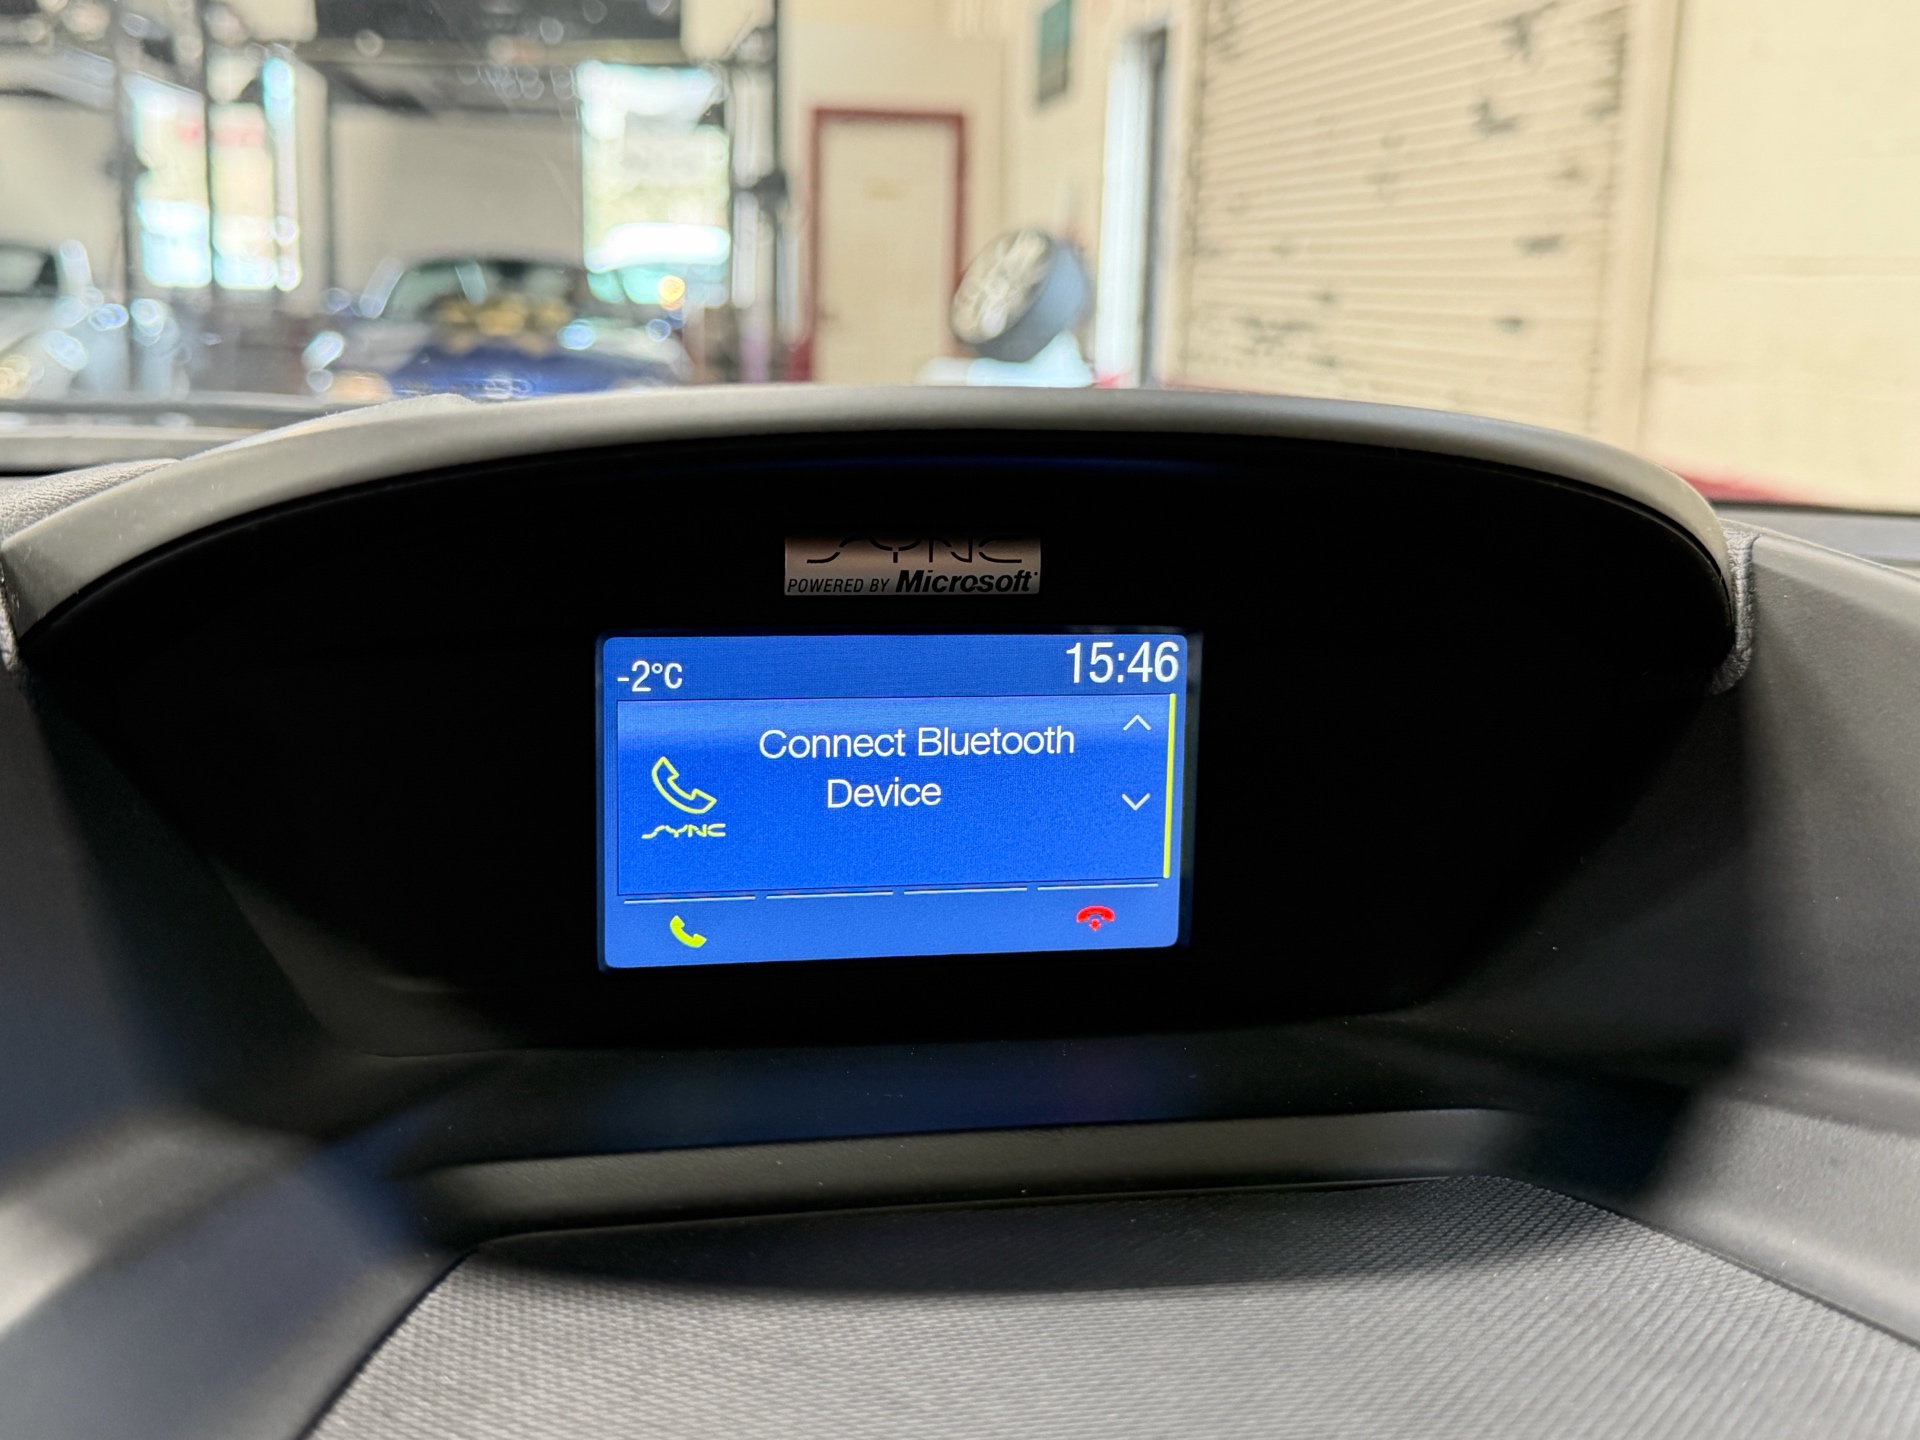 SYNC
POWERED BY Microsoft
-2°C 15:46
Connect Bluetooth
Device
SYNC